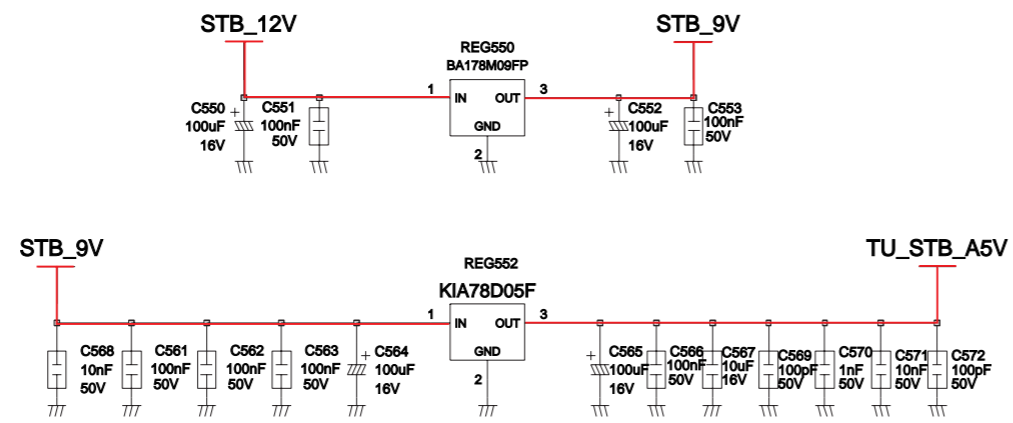 STB_12V
STB_9V
REG550
BA178M09FP
1
3
IN
OUT
GND
2
C550
100uF
16V
+
C551
100nF
50V
+
C552
100uF
16V
C553
100nF
50V
STB_9V
TU_STB_A5V
REG552
KIA78D05F
1
3
IN
OUT
GND
2
C568
10nF
50V
C561
100nF
50V
C562
100nF
50V
C563
100nF
50V
+
C564
100uF
16V
+
C565
100uF
16V
C566
100nF
50V
C567
10uF
16V
C569
100pF
50V
C570
1nF
50V
C571
10nF
50V
C572
100pF
50V